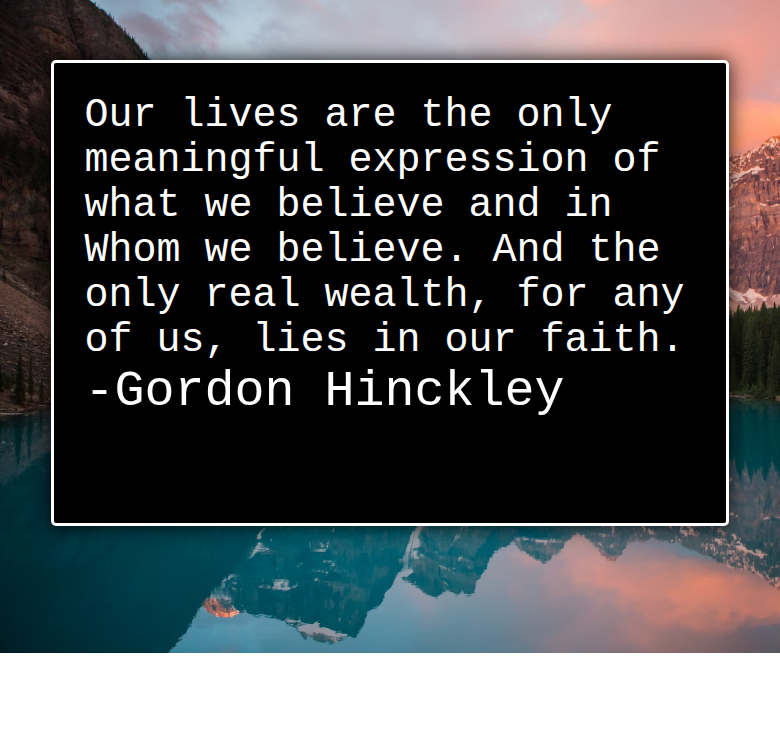 Our lives are the only
meaningful expression of
what we believe and in
Whom we believe. And the
only real wealth, for any
of us, lies in our faith.
-Gordon Hinckley